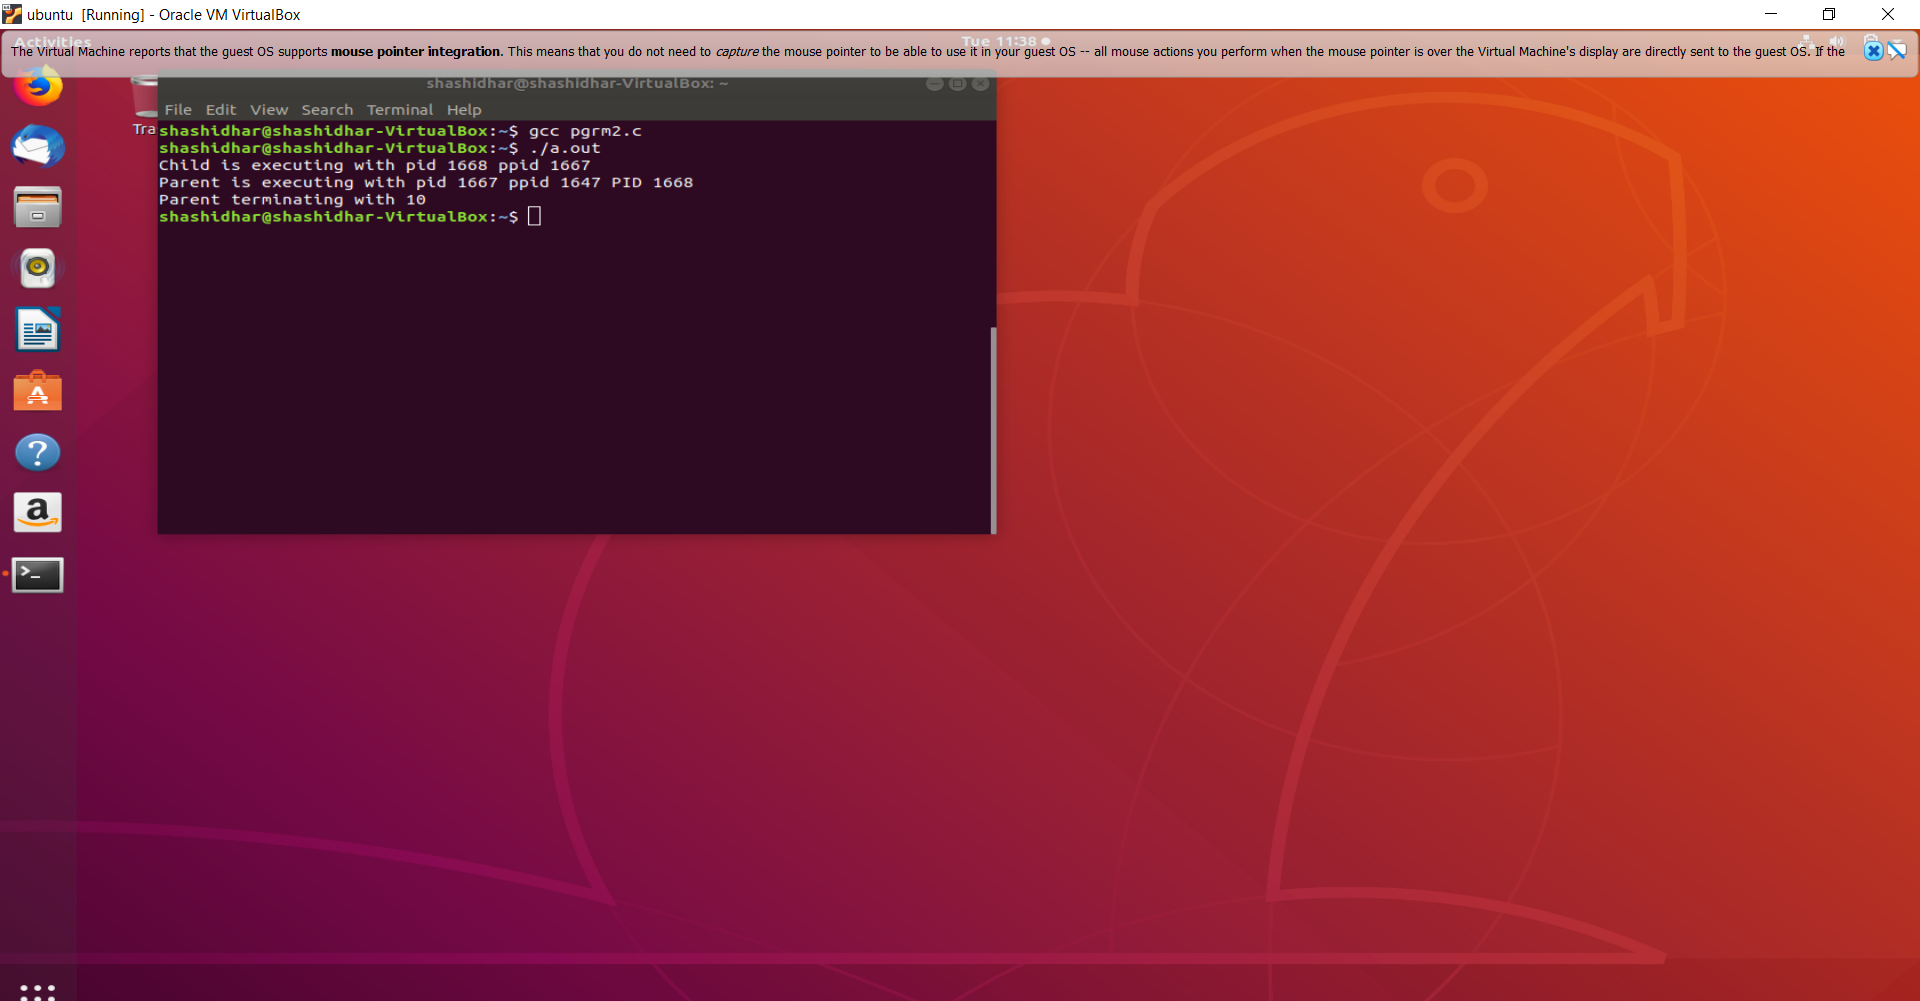 ubuntu [Running] - Oracle VM VirtualBox
Activities
Tue 11:38
The Virtual Machine reports that the guest OS supports mouse pointer integration. This means that you do not need to capture the mouse pointer to be able to use it in your guest OS -- all mouse actions you perform when the mouse pointer is over the Virtual Machine's display are directly sent to the guest OS. If the
shashidhar@shashidhar-VirtualBox: ~
File Edit View Search Terminal Help
Tra
shashidhar@shashidhar-VirtualBox:~$ gcc pgrm2.c
shashidhar@shashidhar-VirtualBox:~$ ./a.out
Child is executing with pid 1668 ppid 1667
Parent is executing with pid 1667 ppid 1647 PID 1668
Parent terminating with 10
shashidhar@shashidhar-VirtualBox:~$